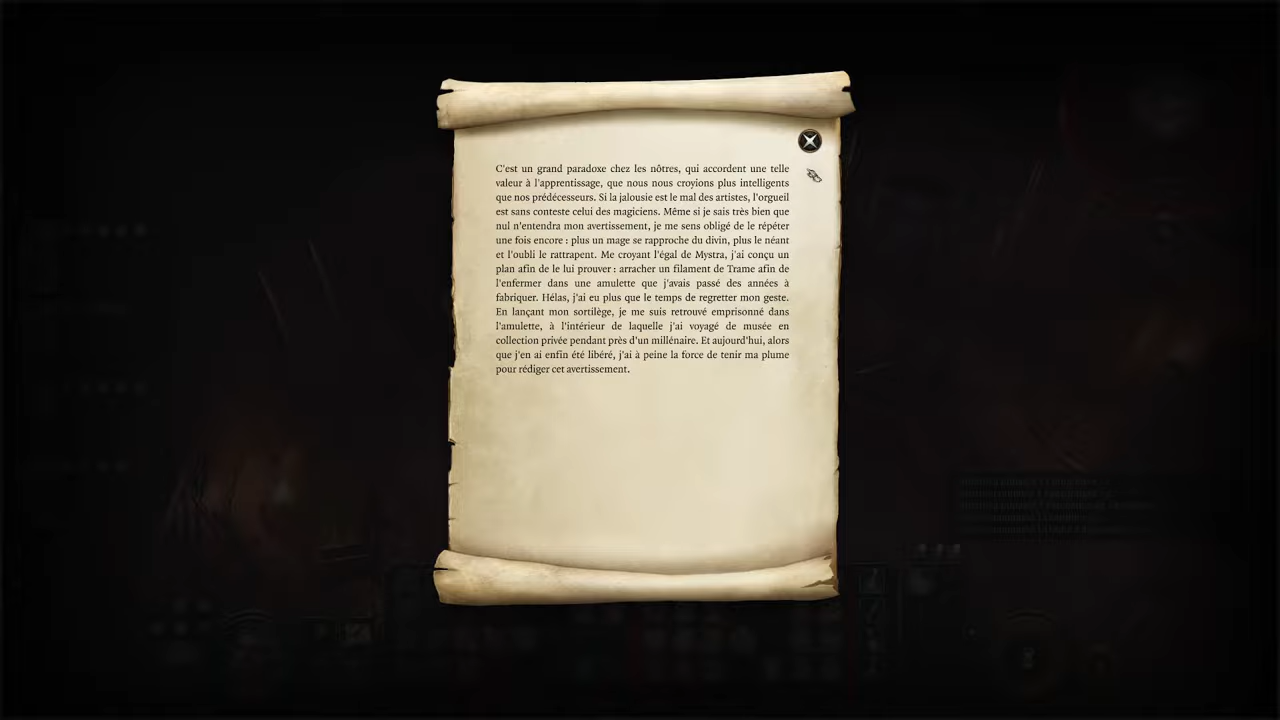 C'est un grand paradoxe chez les nôtres, qui accordent une telle
valeur à l'apprentissage, que nous nous croyions plus intelligents
que nos prédécesseurs. Si la jalousie est le mal des artistes, l'orgueil
est sans conteste celui des magiciens. Même si je sais très bien que
nul n'entendra mon avertissement, je me sens obligé de le répéter
une fois encore : plus un mage se rapproche du divin, plus le néant
et l'oubli le rattrapent. Me croyant l'égal de Mystra, j'ai conçu un
plan afin de le lui prouver : arracher un filament de Trame afin de
l'enfermer dans une amulette que j'avais passé des années à
fabriquer. Hélas, j'ai eu plus que le temps de regretter mon geste.
En lançant mon sortilège, je me suis retrouvé emprisonné dans
l'amulette, à l'intérieur de laquelle j'ai voyagé de musée en
collection privée pendant près d'un millénaire. Et aujourd'hui, alors
que j'en ai enfin été libéré, j'ai à peine la force de tenir ma plume
pour rédiger cet avertissement.